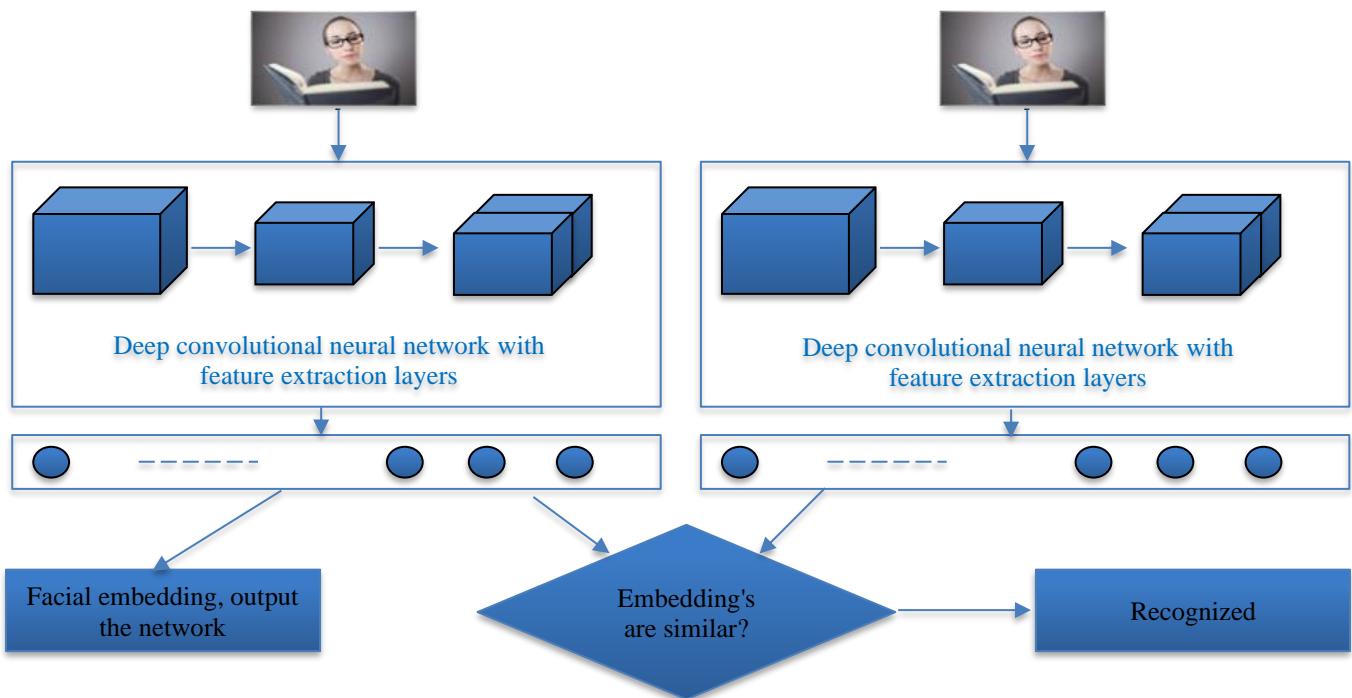 Deep convolutional neural network with
feature extraction layers
Deep convolutional neural network with
feature extraction layers
Facial embedding, output
the network
Embedding's
are similar?
Recognized